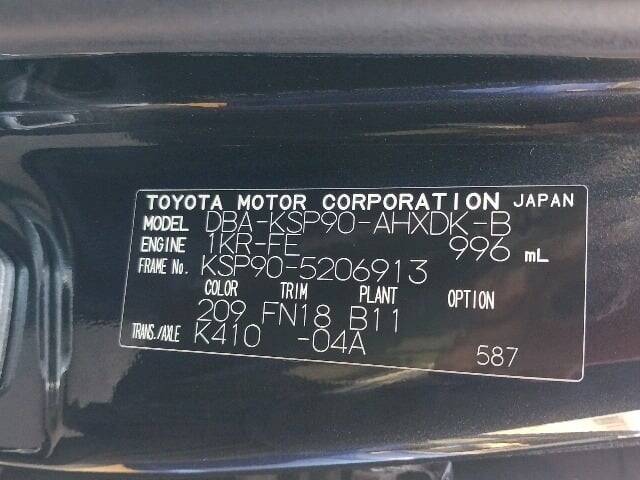 TOYOTA MOTOR CORPORATION JAPAN
MODEL DBA-KSP90-AHXDK-B
ENGINE 1KR-FE 996 mL
FRAME No. KSP90-5206913
COLOR TRIM PLANT OPTION
209 FN18 B11
TRANS./AXLE K410 -04A 587